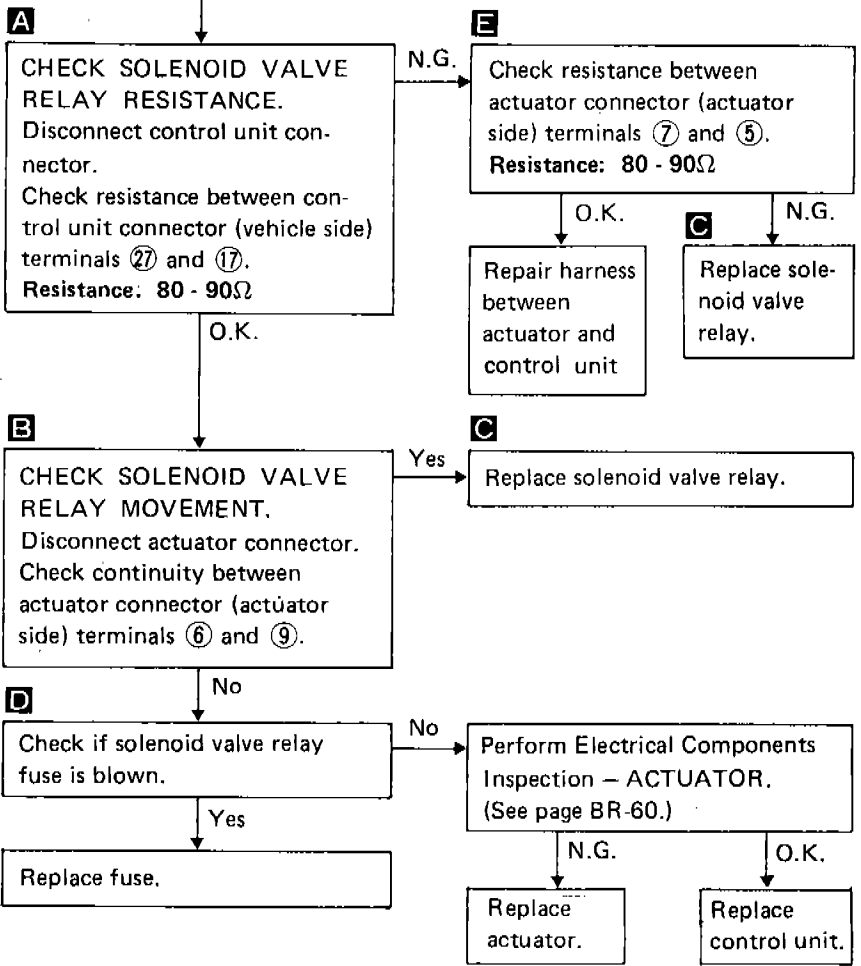 A
CHECK SOLENOID VALVE
RELAY RESISTANCE.
Disconnect control unit con-
nector.
Check resistance between con-
trol unit connector (vehicle side)
terminals ㉗ and ⑰.
Resistance: 80 - 90Ω
N.G.
E
Check resistance between
actuator connector (actuator
side) terminals ⑦ and ⑤.
Resistance: 80 - 90Ω
O.K.
N.G.
Repair harness
between
actuator and
control unit
C
Replace sole-
noid valve
relay.
O.K.
B
CHECK SOLENOID VALVE
RELAY MOVEMENT.
Disconnect actuator connector.
Check continuity between
actuator connector (actuator
side) terminals ⑥ and ⑨.
Yes
C
Replace solenoid valve relay.
No
D
Check if solenoid valve relay
fuse is blown.
No
Perform Electrical Components
Inspection – ACTUATOR.
(See page BR-60.)
Yes
Replace fuse.
N.G.
O.K.
Replace
actuator.
Replace
control unit.